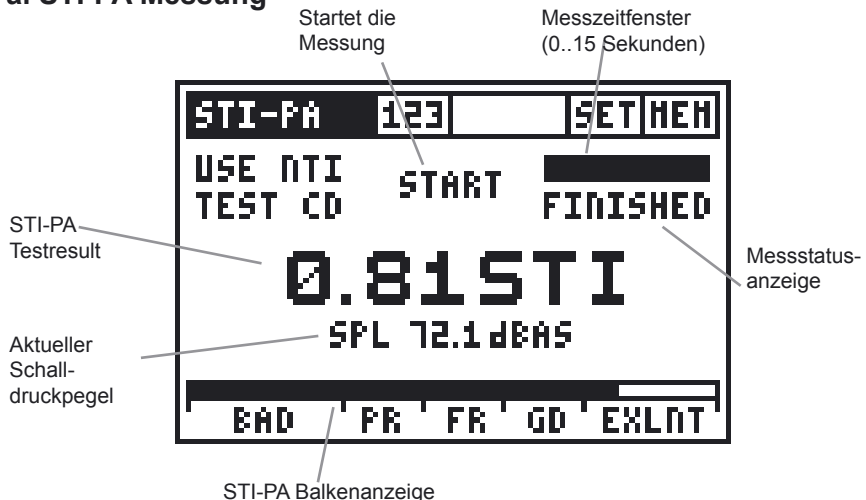 STI-PA Messung
Startet die
Messung
Messzeitfenster
(0..15 Sekunden)
STI-PA 123 SET MEM
USE NTI
TEST CD
START
FINISHED
STI-PA
Testresult
0.81STI
Messstatus-
anzeige
SPL 72.1dBAS
Aktueller
Schall-
druckpegel
BAD PR FR GD EXLNT
STI-PA Balkenanzeige